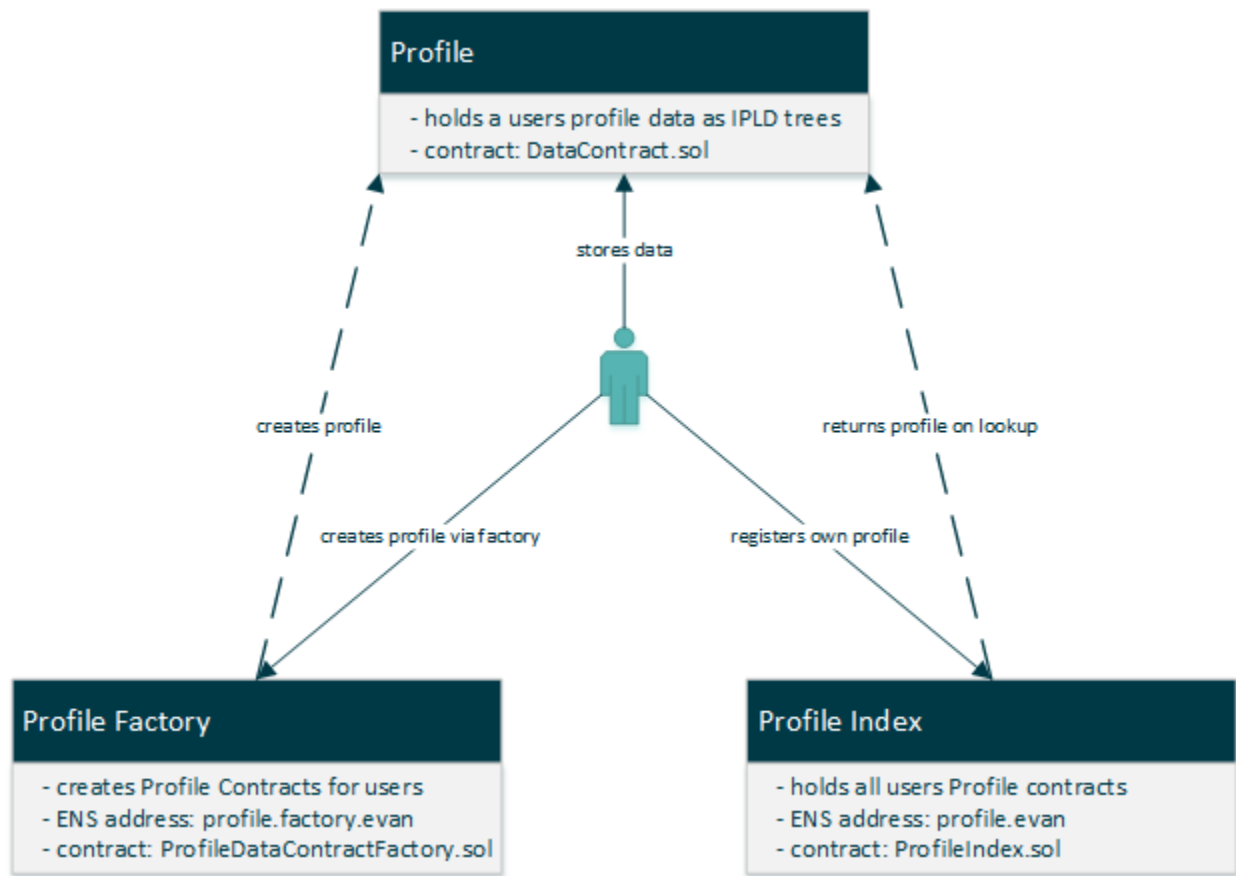 Profile
- holds a users profile data as IPLD trees
- contract: DataContract.sol
stores data
creates profile
returns profile on lookup
creates profile via factory
registers own profile
Profile Factory
- creates Profile Contracts for users
- ENS address: profile.factory.evan
- contract: ProfileDataContractFactory.sol
Profile Index
- holds all users Profile contracts
- ENS address: profile.evan
- contract: ProfileIndex.sol